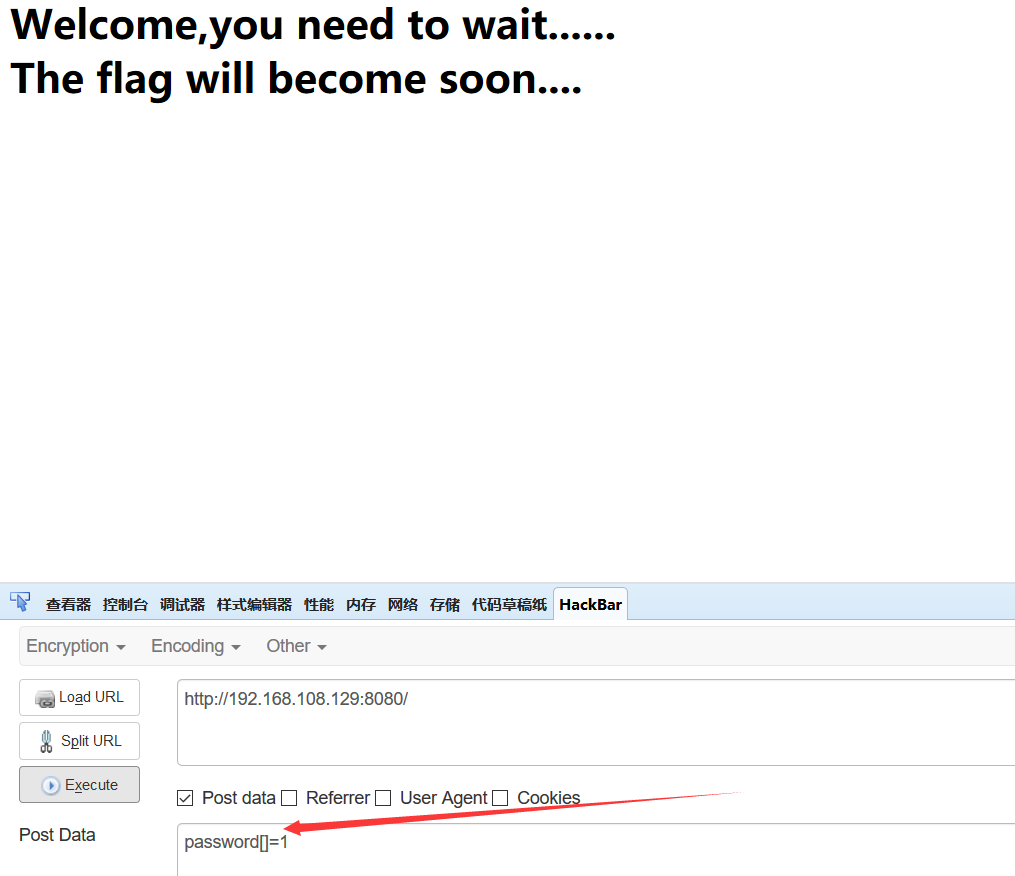 Welcome,you need to wait......
The flag will become soon....
查看器 控制台 调试器 样式编辑器 性能 内存 网络 存储 代码草稿纸 HackBar
Encryption Encoding Other
Load URL
http://192.168.108.129:8080/
Split URL
Execute
Post data Referrer User Agent Cookies
Post Data
password[]=1